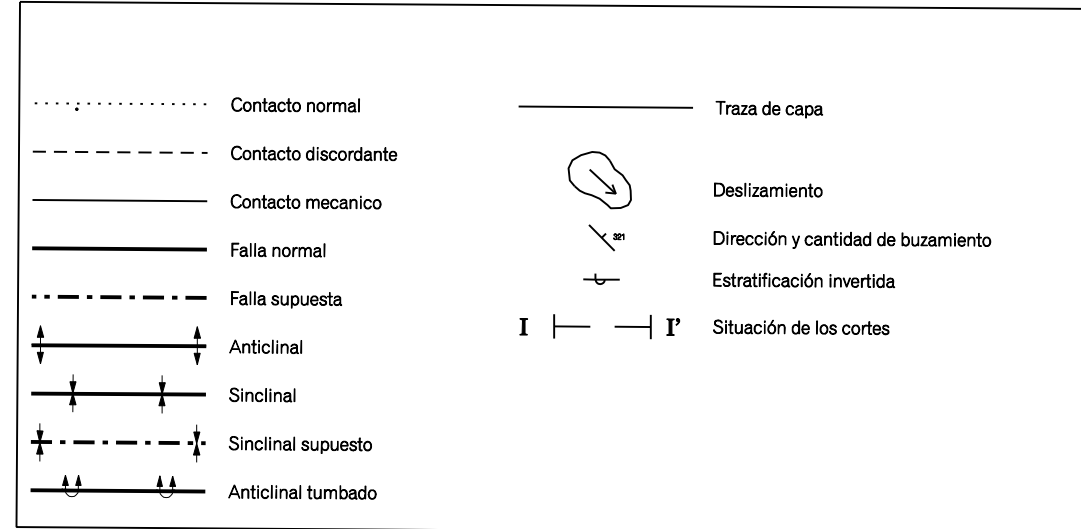 Contacto normal
Contacto discordante
Contacto mecanico
Falla normal
Falla supuesta
Anticlinal
Sinclinal
Sinclinal supuesto
Anticlinal tumbado
Traza de capa
Deslizamiento
321
Dirección y cantidad de buzamiento
Estratificación invertida
I I’ Situación de los cortes